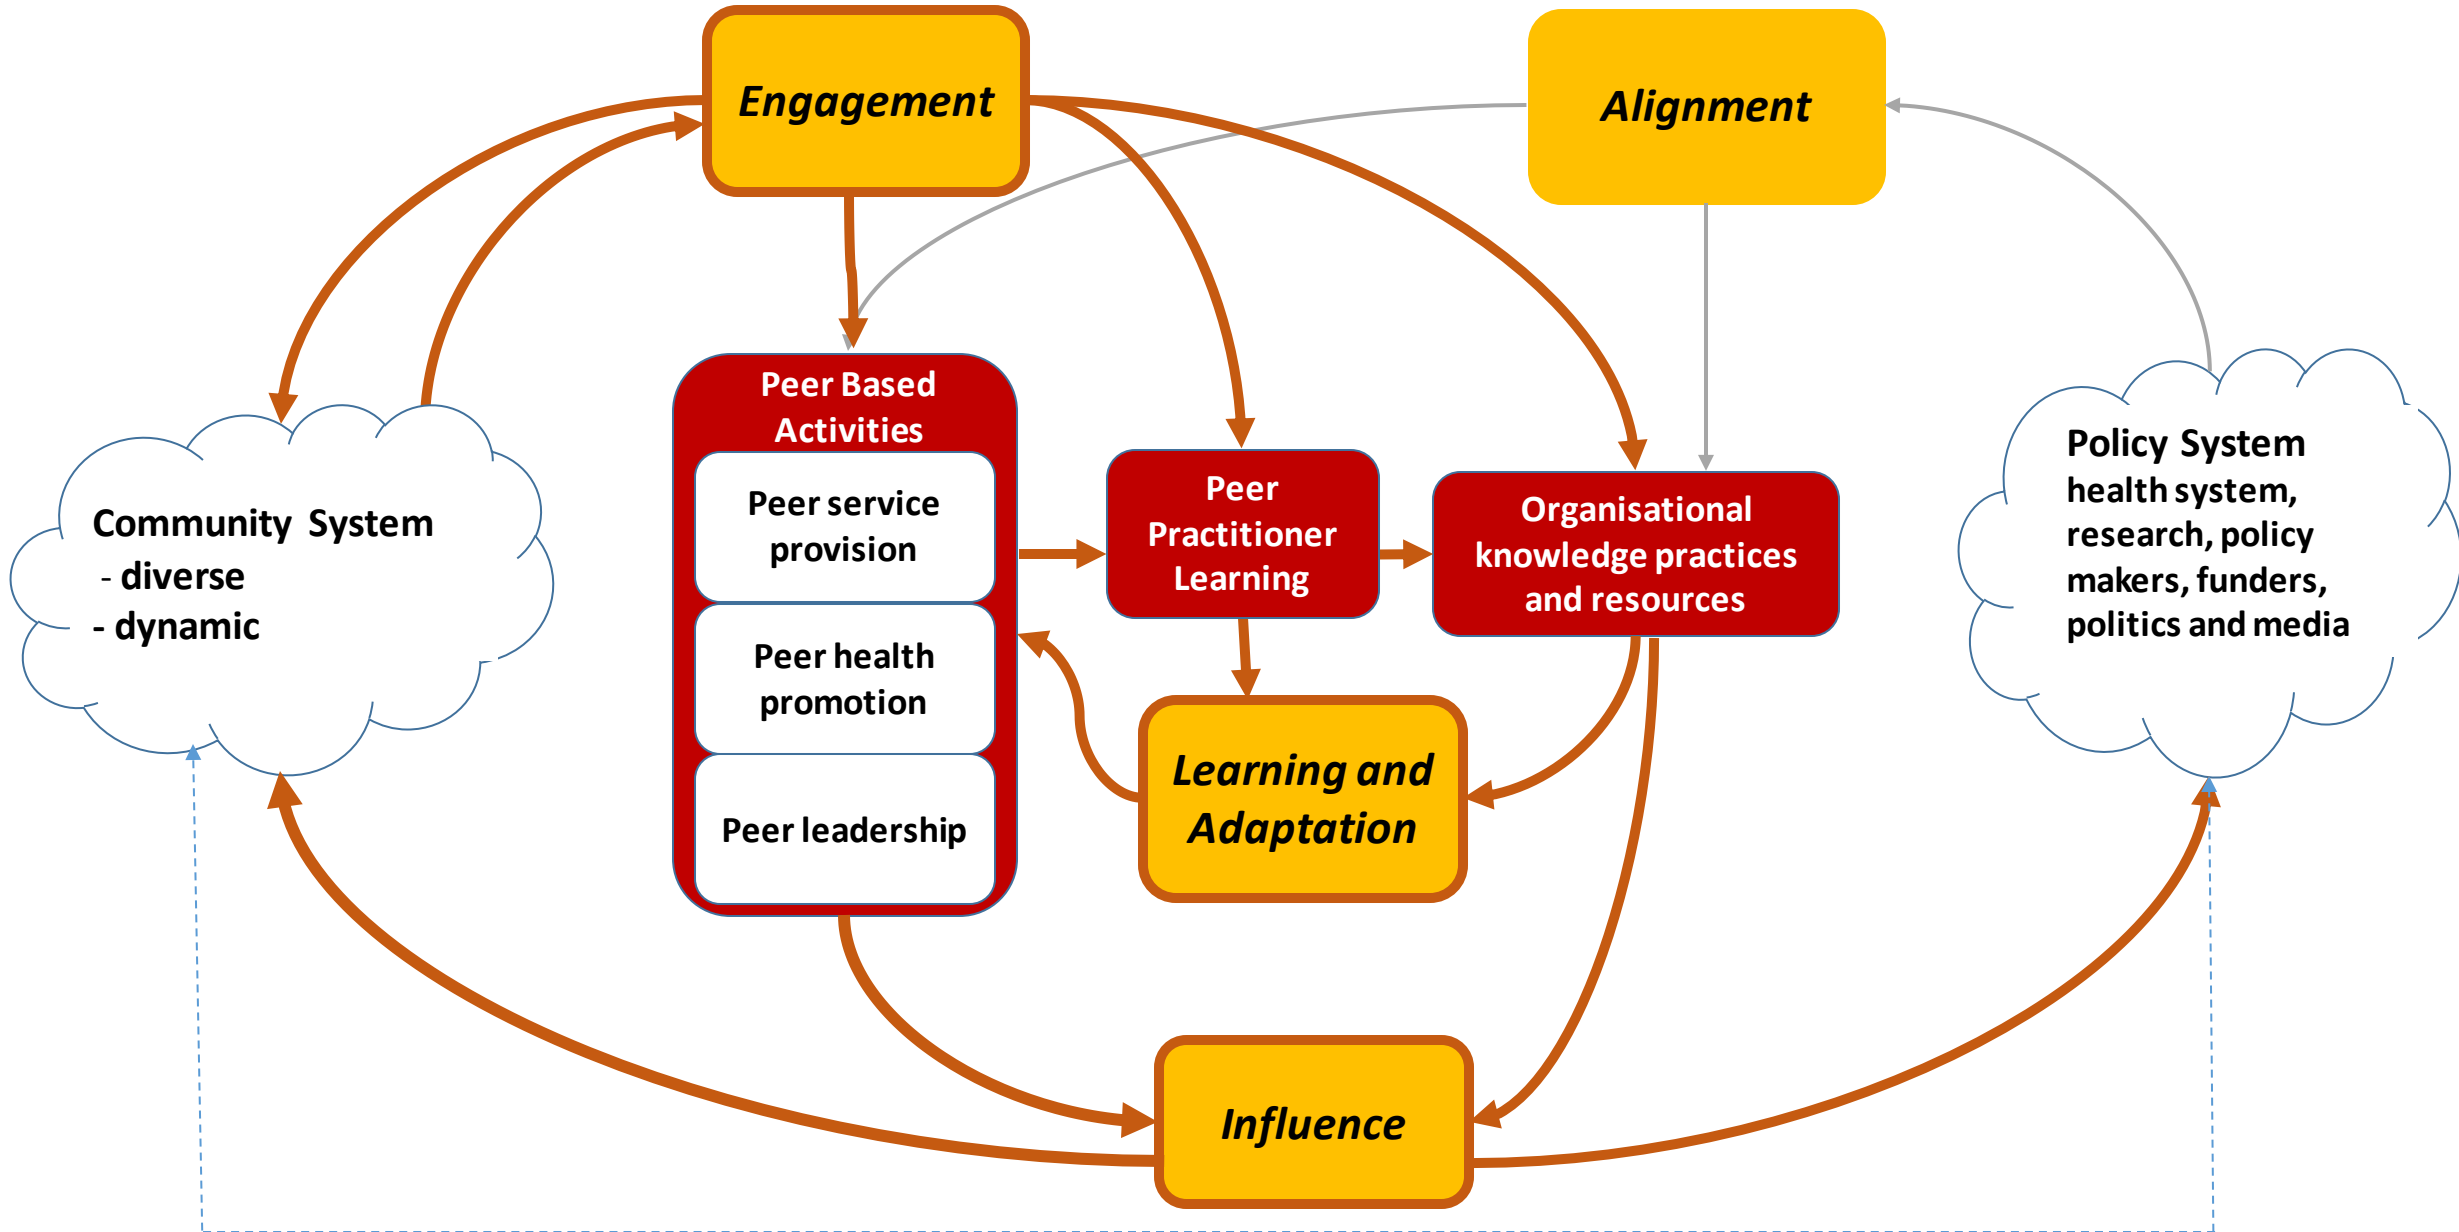 Engagement
Alignment
Community System
- diverse
- dynamic
Peer Based
Activities
Peer service
provision
Peer health
promotion
Peer leadership
Peer
Practitioner
Learning
Organisational
knowledge practices
and resources
Policy System
health system,
research, policy
makers, funders,
politics and media
Learning and
Adaptation
Influence